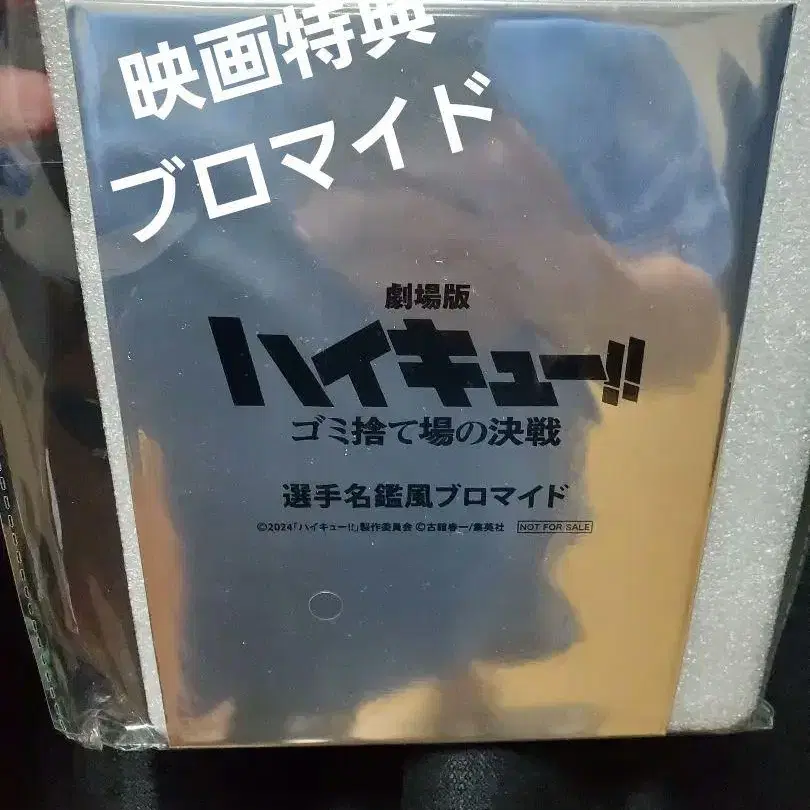 映画特典
ブロマイド
劇場版
ハイキュー!!
ゴミ捨て場の決戦
選手名鑑風ブロマイド
©2024「ハイキュー!!」製作委員会 ©古舘春一/集英社 NOT FOR SALE